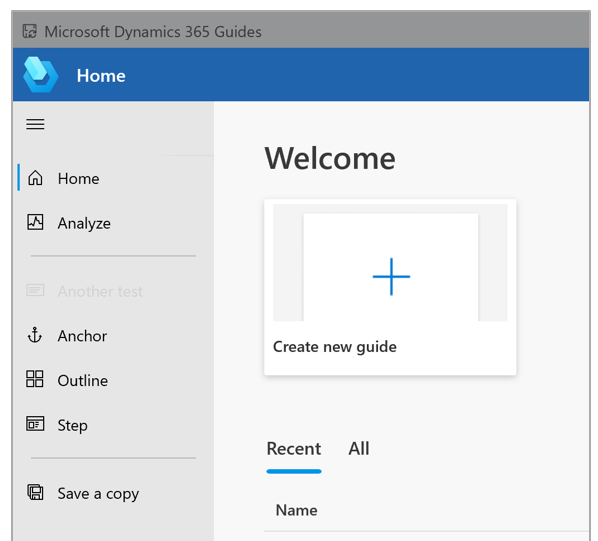 Microsoft Dynamics 365 Guides
Home
Home
Analyze
Another test
Anchor
Outline
Step
Save a copy
Welcome
Create new guide
Recent All
Name